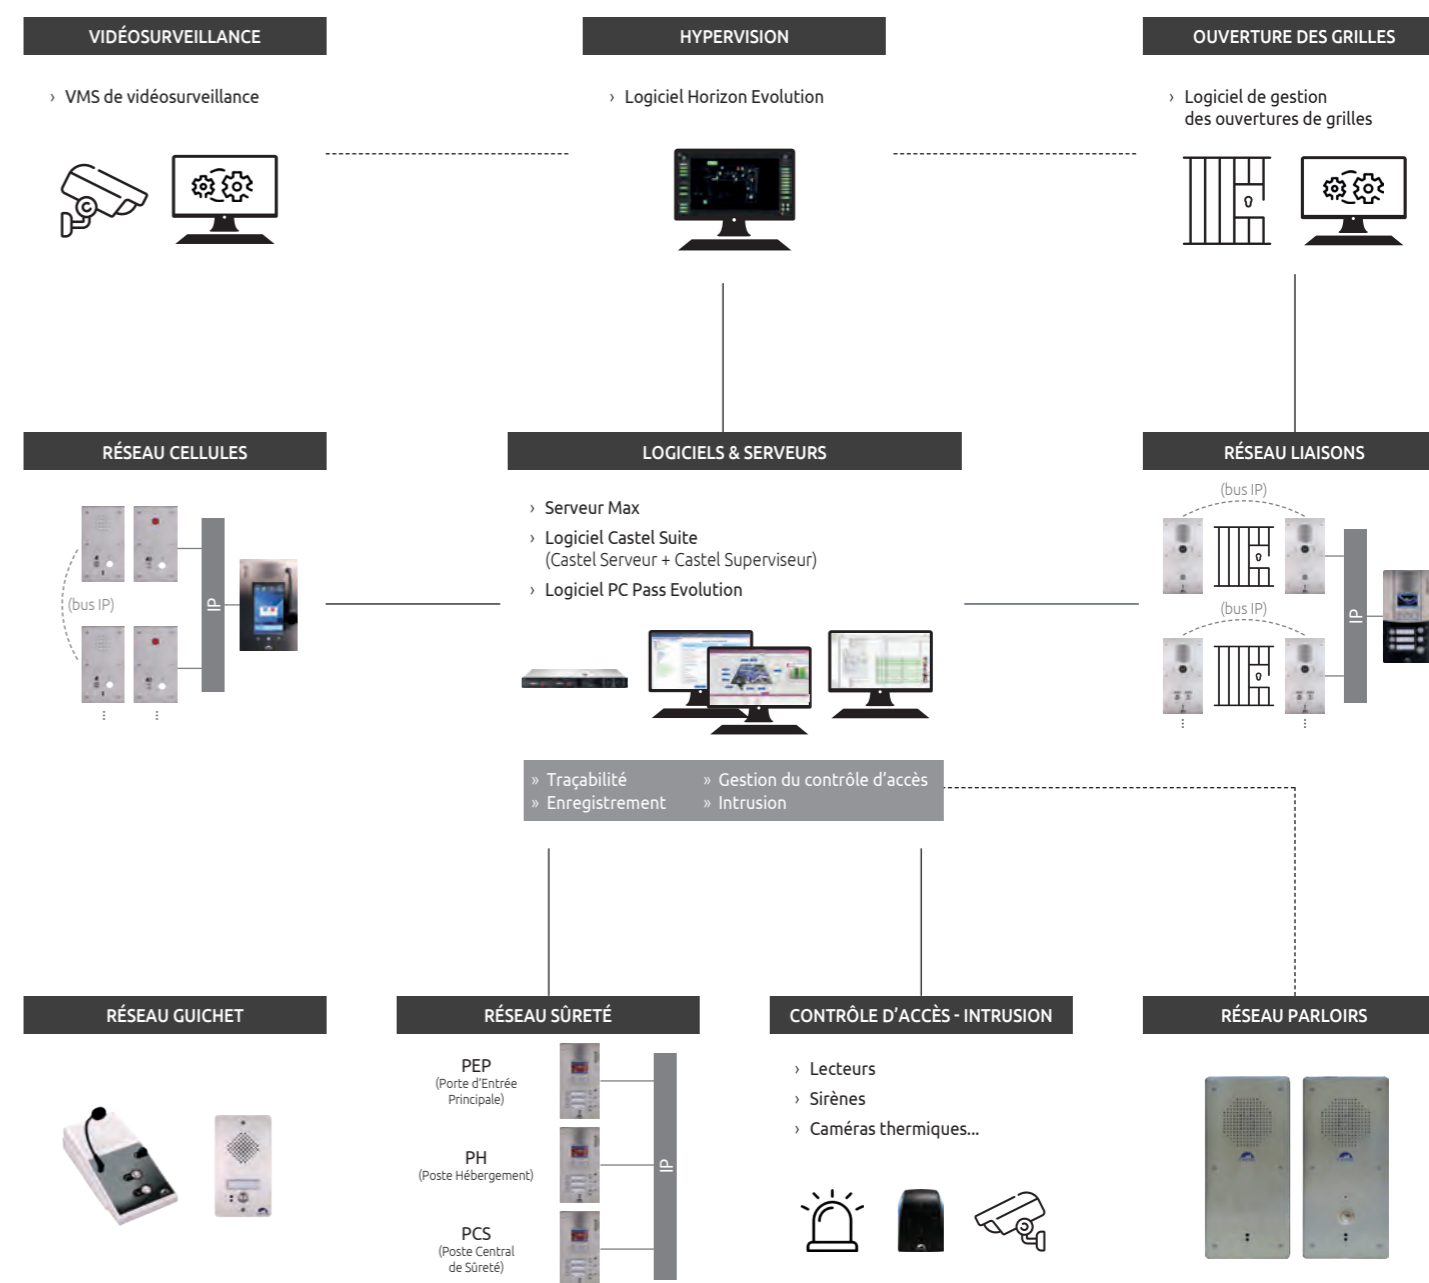 VIDÉOSURVEILLANCE
› VMS de vidéosurveillance
HYPERVISION
› Logiciel Horizon Evolution
OUVERTURE DES GRILLES
› Logiciel de gestion
des ouvertures de grilles
RÉSEAU CELLULES
(bus IP)
IP
LOGICIELS & SERVEURS
› Serveur Max
› Logiciel Castel Suite
(Castel Serveur + Castel Superviseur)
› Logiciel PC Pass Evolution
» Traçabilité
» Enregistrement
» Gestion du contrôle d’accès
» Intrusion
RÉSEAU LIAISONS
(bus IP)
(bus IP)
IP
RÉSEAU GUICHET
RÉSEAU SÛRETÉ
PEP
(Porte d’Entrée
Principale)
PH
(Poste Hébergement)
PCS
(Poste Central
de Sûreté)
IP
CONTRÔLE D’ACCÈS - INTRUSION
› Lecteurs
› Sirènes
› Caméras thermiques...
RÉSEAU PARLOIRS